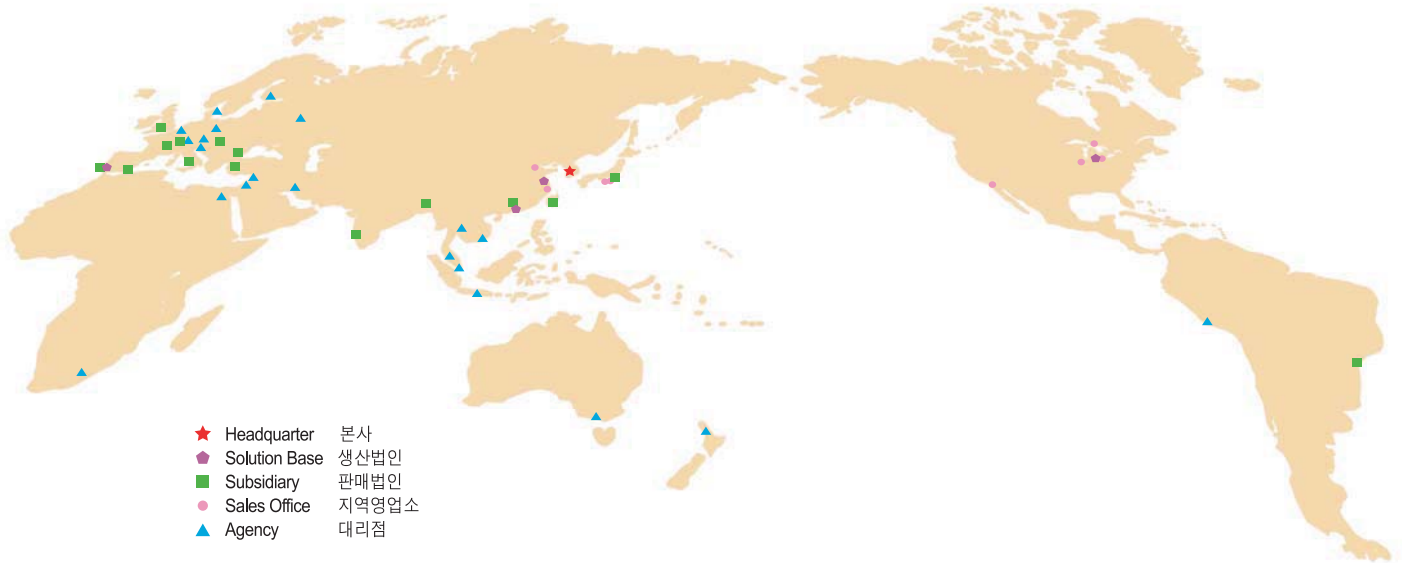 Headquarter 본사
Solution Base 생산법인
Subsidiary 판매법인
Sales Office 지역영업소
Agency 대리점